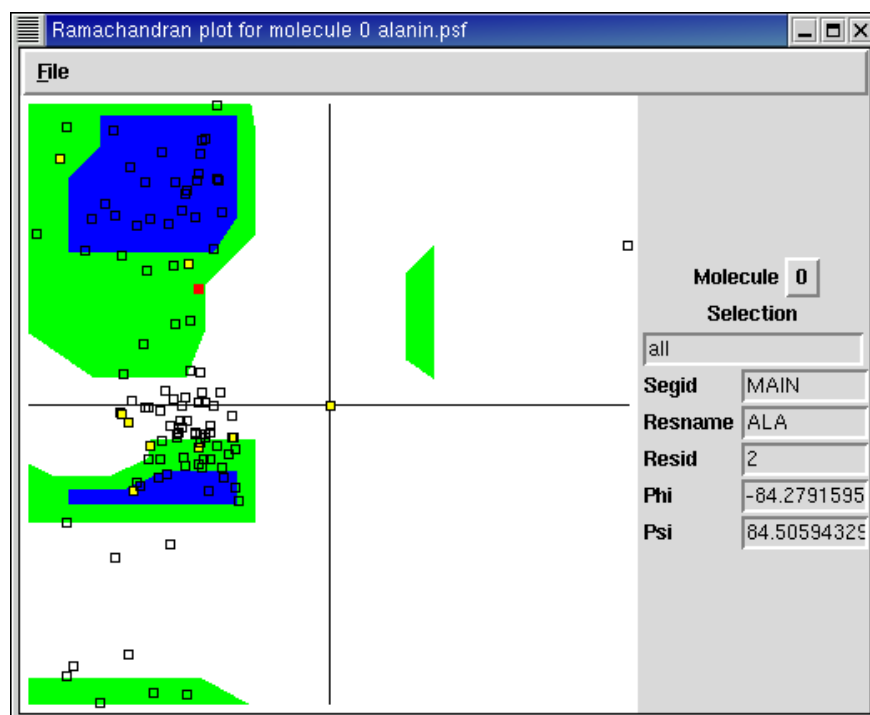 Ramachandran plot for molecule 0 alanin.psf
File
Molecule 0
Selection
all
Segid MAIN
Resname ALA
Resid 2
Phi -84.2791595
Psi 84.50594329